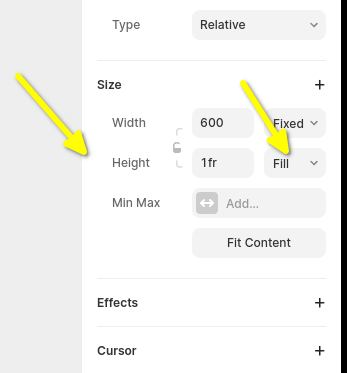 Type Relative
Size +
Width 600 Fixed
Height 1fr Fill
Min Max Add...
Fit Content
Effects +
Cursor +